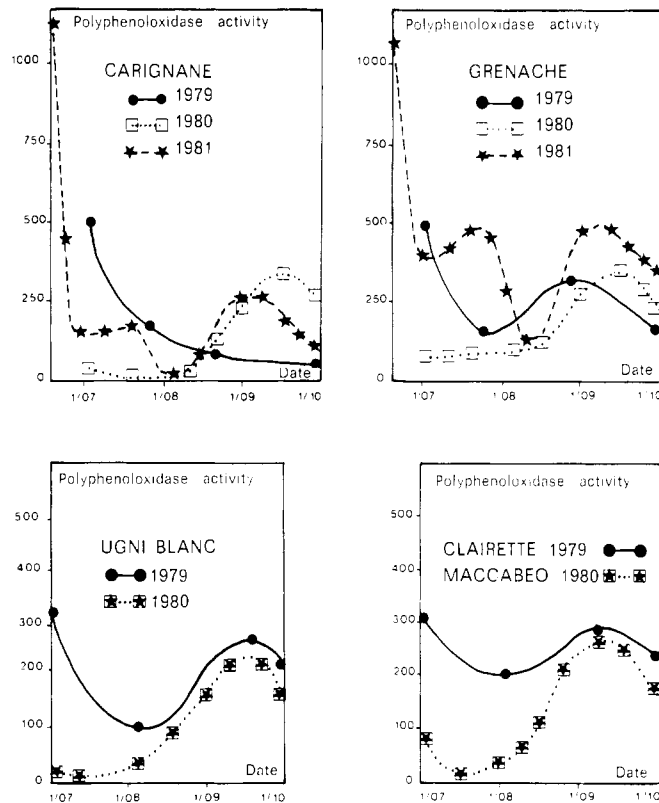 Polyphenoloxidase activity
CARIGNANE
1979
1980
1981
1000
750
500
250
0
Date
1/07 1/08 1/09 1/10
Polyphenoloxidase activity
GRENACHE
1979
1980
1981
1000
750
500
250
0
Date
1/07 1/08 1/09 1/10
Polyphenoloxidase activity
UGNI BLANC
1979
1980
500
400
300
200
100
0
Date
1/07 1/08 1/09 1/10
Polyphenoloxidase activity
CLAIRETTE 1979
MACCABEO 1980
500
400
300
200
100
0
Date
1/07 1/08 1/09 1/10